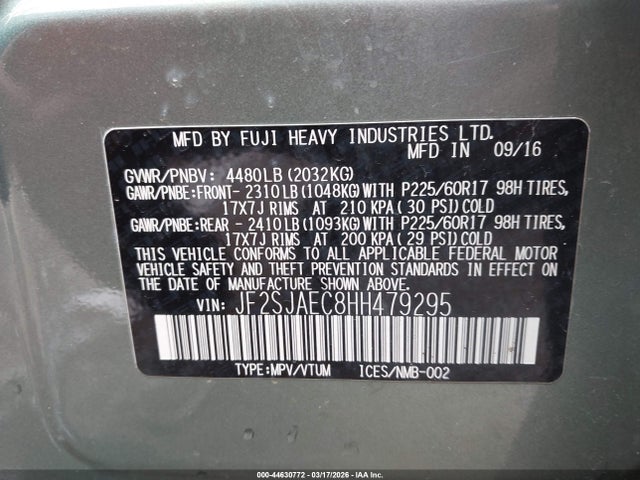 MFD BY FUJI HEAVY INDUSTRIES LTD.
MFD IN 09/16
GVWR/PNBV: 4480LB (2032KG)
GAWR/PNBE:FRONT- 2310LB (1048KG) WITH P225/60R17 98H TIRES,
17X7J RIMS AT 210 KPA (30 PSI) COLD
GAWR/PNBE:REAR - 2410LB (1093KG) WITH P225/60R17 98H TIRES,
17X7J RIMS AT 200 KPA (29 PSI) COLD
THIS VEHICLE CONFORMS TO ALL APPLICABLE FEDERAL MOTOR
VEHICLE SAFETY AND THEFT PREVENTION STANDARDS IN EFFECT ON
THE DATE OF MANUFACTURE SHOWN ABOVE.
VIN: JF2SJAEC8HH479295
TYPE:MPV/VTUM ICES/NMB-002
000-44630772 - 03/17/2026 - IAA Inc.